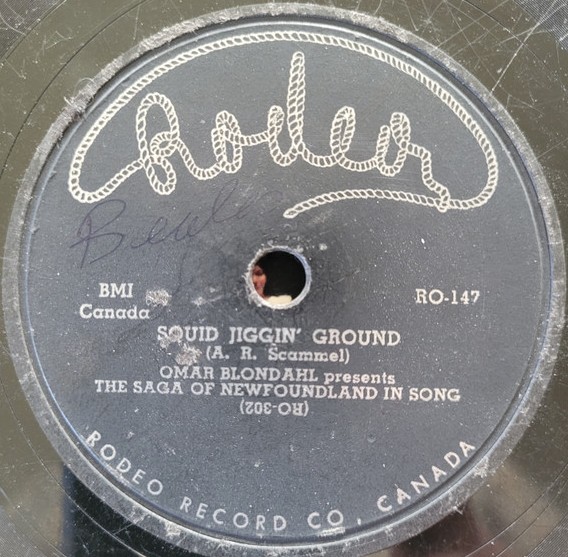 Rodeo
BMI
Canada
RO-147
SQUID JIGGIN' GROUND
(A. R. Scammel)
OMAR BLONDAHL presents
THE SAGA OF NEWFOUNDLAND IN SONG
(RO-302)
RODEO RECORD CO., CANADA